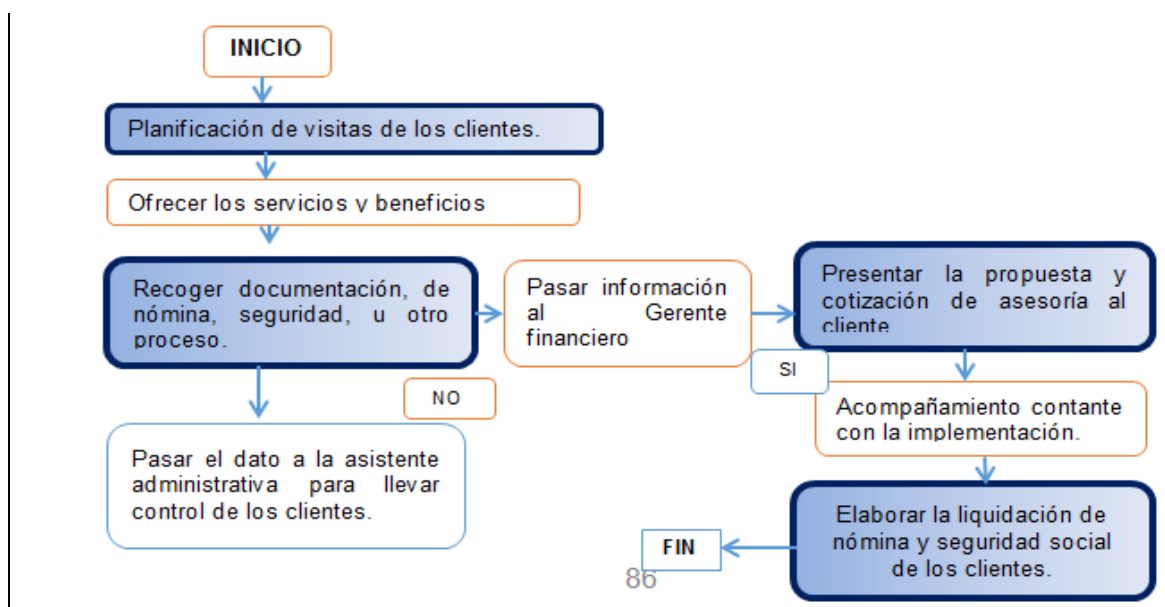 INICIO
Planificación de visitas de los clientes.
Ofrecer los servicios y beneficios
Recoger documentación, de
nómina, seguridad, u otro
proceso.
Pasar información
al Gerente
financiero
Presentar la propuesta y
cotización de asesoría al
cliente
SI
NO
Acompañamiento contante
con la implementación.
Pasar el dato a la asistente
administrativa para llevar
control de los clientes.
Elaborar la liquidación de
nómina y seguridad social
de los clientes.
FIN
86